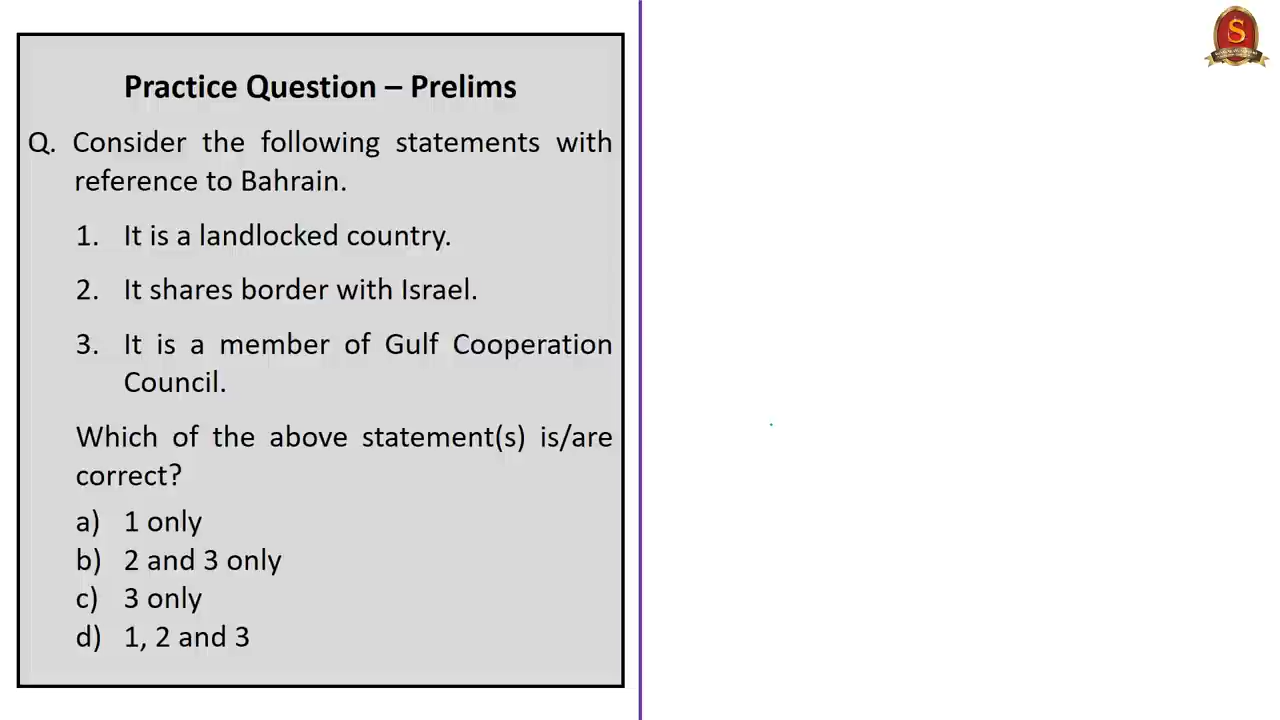 Practice Question – Prelims
Q. Consider the following statements with
reference to Bahrain.
1. It is a landlocked country.
2. It shares border with Israel.
3. It is a member of Gulf Cooperation
Council.
Which of the above statement(s) is/are
correct?
a) 1 only
b) 2 and 3 only
c) 3 only
d) 1, 2 and 3
S